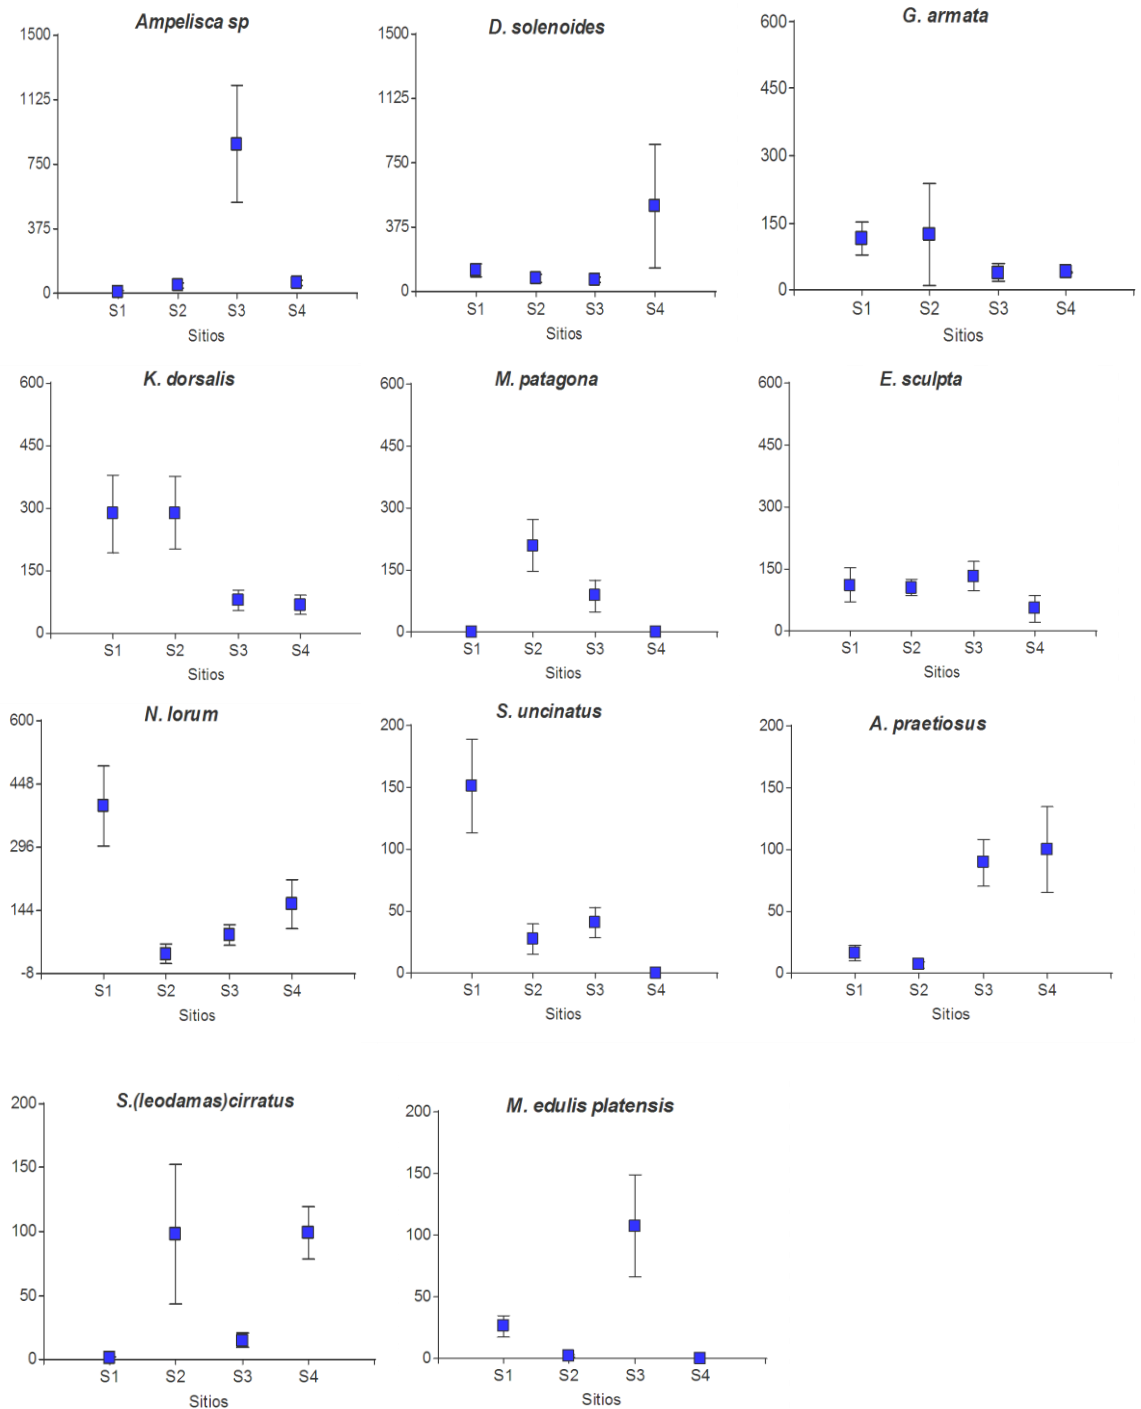 Ampelisca sp
1500
1125
750
375
0
S1 S2 S3 S4
Sitios
D. solenoides
1500
1125
750
375
0
S1 S2 S3 S4
Sitios
G. armata
600
450
300
150
0
S1 S2 S3 S4
Sitios
K. dorsalis
600
450
300
150
0
S1 S2 S3 S4
Sitios
M. patagona
600
450
300
150
0
S1 S2 S3 S4
Sitios
E. sculpta
600
450
300
150
0
S1 S2 S3 S4
Sitios
N. lorum
600
448
296
144
-8
S1 S2 S3 S4
Sitios
S. uncinatus
200
150
100
50
0
S1 S2 S3 S4
Sitios
A. praetiosus
200
150
100
50
0
S1 S2 S3 S4
Sitios
S.(leodamas)cirratus
200
150
100
50
0
S1 S2 S3 S4
Sitios
M. edulis platensis
200
150
100
50
0
S1 S2 S3 S4
Sitios